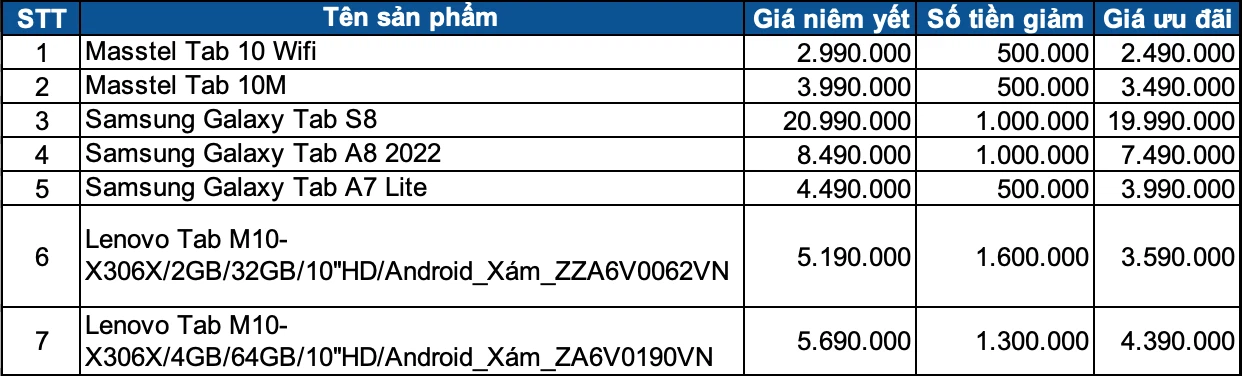 STT Tên sản phẩm Giá niêm yết Số tiền giảm Giá ưu đãi
1 Masstel Tab 10 Wifi 2.990.000 500.000 2.490.000
2 Masstel Tab 10M 3.990.000 500.000 3.490.000
3 Samsung Galaxy Tab S8 20.990.000 1.000.000 19.990.000
4 Samsung Galaxy Tab A8 2022 8.490.000 1.000.000 7.490.000
5 Samsung Galaxy Tab A7 Lite 4.490.000 500.000 3.990.000
6 Lenovo Tab M10-
X306X/2GB/32GB/10"HD/Android_Xám_ZZA6V0062VN 5.190.000 1.600.000 3.590.000
7 Lenovo Tab M10-
X306X/4GB/64GB/10"HD/Android_Xám_ZA6V0190VN 5.690.000 1.300.000 4.390.000